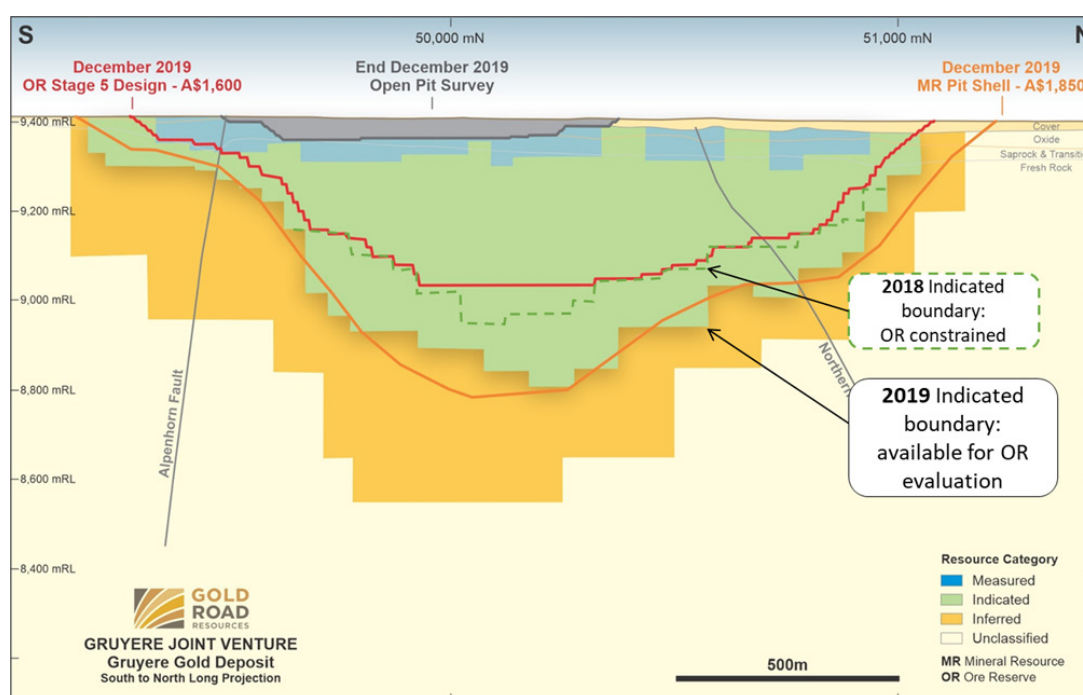 S
50,000 mN
51,000 mN
N
December 2019
OR Stage 5 Design - A$1,600
End December 2019
Open Pit Survey
December 2019
MR Pit Shell - A$1,850
9,400 mRL
Cover
Oxide
Saprock & Transiti
Fresh Rock
9,200 mRL
9,000 mRL
2018 Indicated
boundary:
OR constrained
8,800 mRL
Alpenhorn Fault
Northern
2019 Indicated
boundary:
available for OR
evaluation
8,600 mRL
8,400 mRL
Resource Category
Measured
Indicated
Inferred
Unclassified
MR Mineral Resource
OR Ore Reserve
GOLD
ROAD
RESOURCES
GRUYERE JOINT VENTURE
Gruyere Gold Deposit
South to North Long Projection
500m